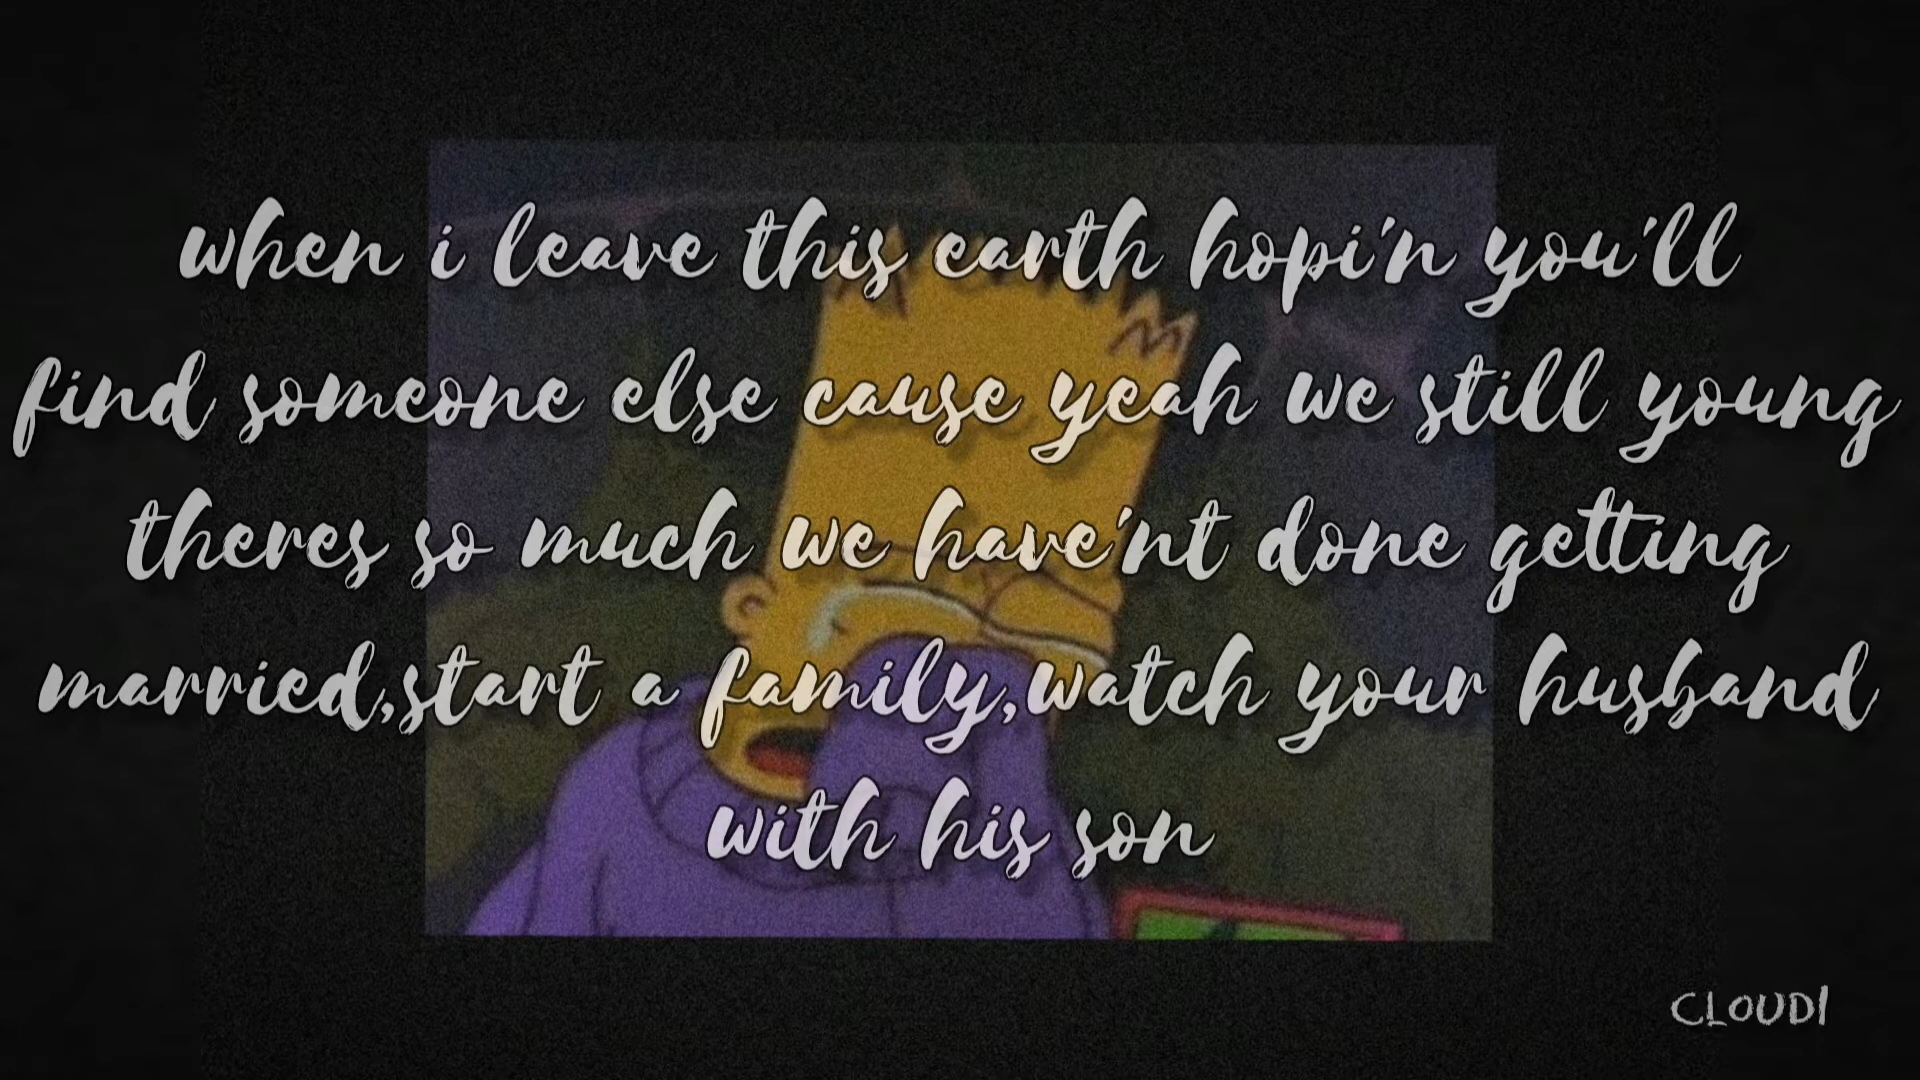 when i leave this earth hopi'n you'll
find someone else cause yeah we still young
theres so much we have'nt done getting
married,start a family,watch your husband
with his son
CLOUDI